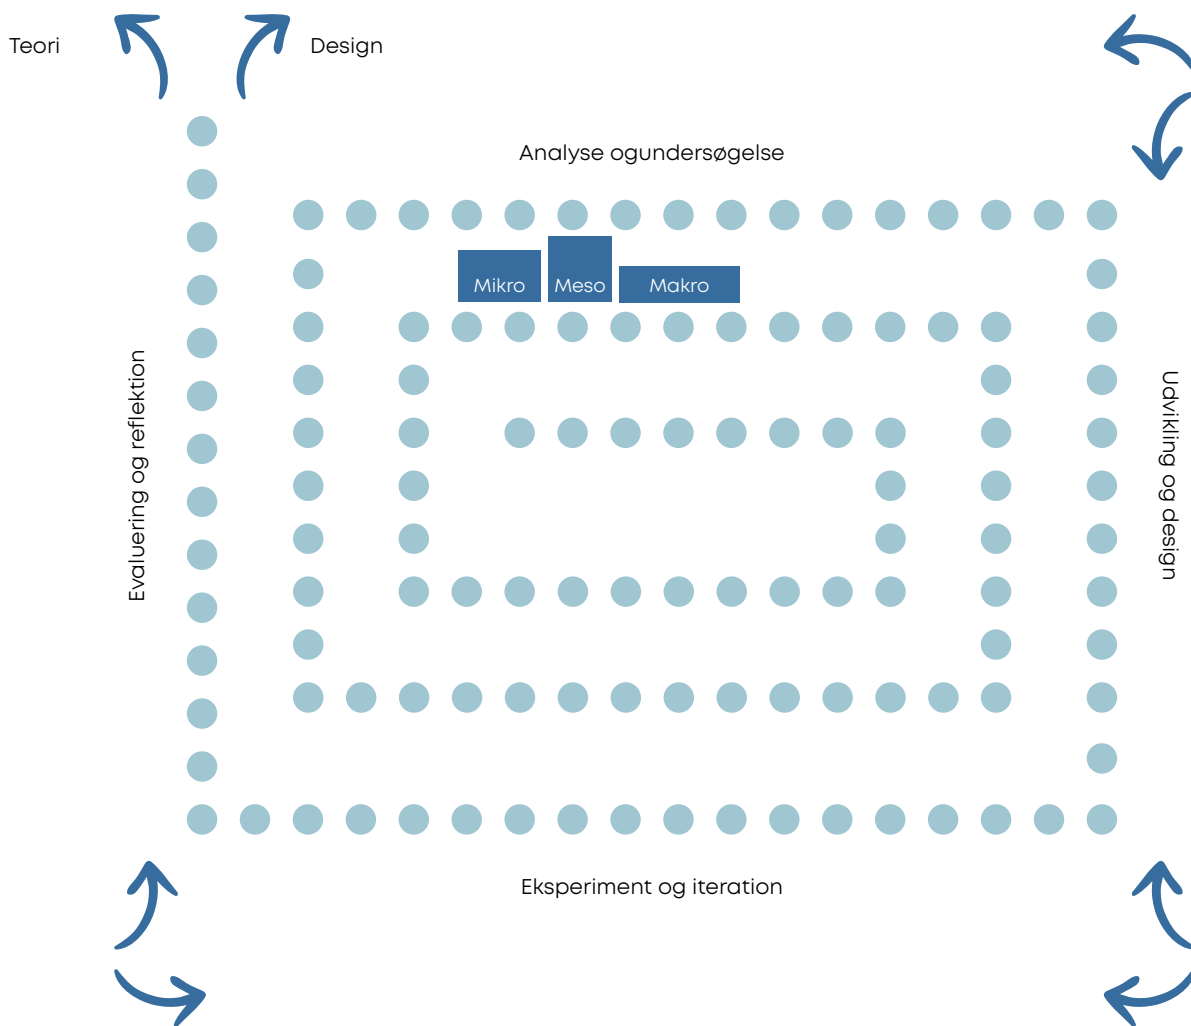 Teori
Design
Analyse ogundersøgelse
Mikro
Meso
Makro
Evaluering og reflektion
Udvikling og design
Eksperiment og iteration